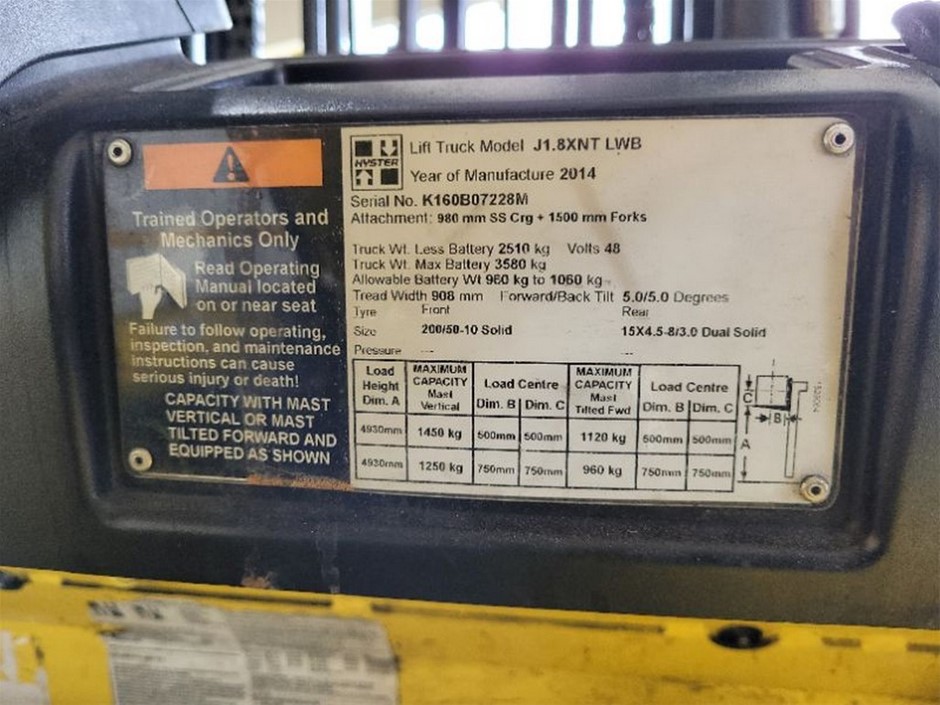 Trained Operators and
Mechanics Only
Read Operating
Manual located
on or near seat
Failure to follow operating,
inspection, and maintenance
instructions can cause
serious injury or death!
CAPACITY WITH MAST
VERTICAL OR MAST
TILTED FORWARD AND
EQUIPPED AS SHOWN
HYSTER
Lift Truck Model J1.8XNT LWB
Year of Manufacture 2014
Serial No. K160B07228M
Attachment: 980 mm SS Crg + 1500 mm Forks
Truck Wt. Less Battery 2510 kg Volts 48
Truck Wt. Max Battery 3580 kg
Allowable Battery Wt 960 kg to 1060 kg
Tread Width 908 mm Forward/Back Tilt 5.0/5.0 Degrees
Tyre Front Rear
Size 200/50-10 Solid 15X4.5-8/3.0 Dual Solid
Pressure --- ---
Load Height Dim. A MAXIMUM CAPACITY Mast Vertical Load Centre Dim. B Dim. C MAXIMUM CAPACITY Mast Tilted Fwd Load Centre Dim. B Dim. C
4930mm 1450 kg 500mm 500mm 1120 kg 500mm 500mm
4930mm 1250 kg 750mm 750mm 960 kg 750mm 750mm
C
B
A